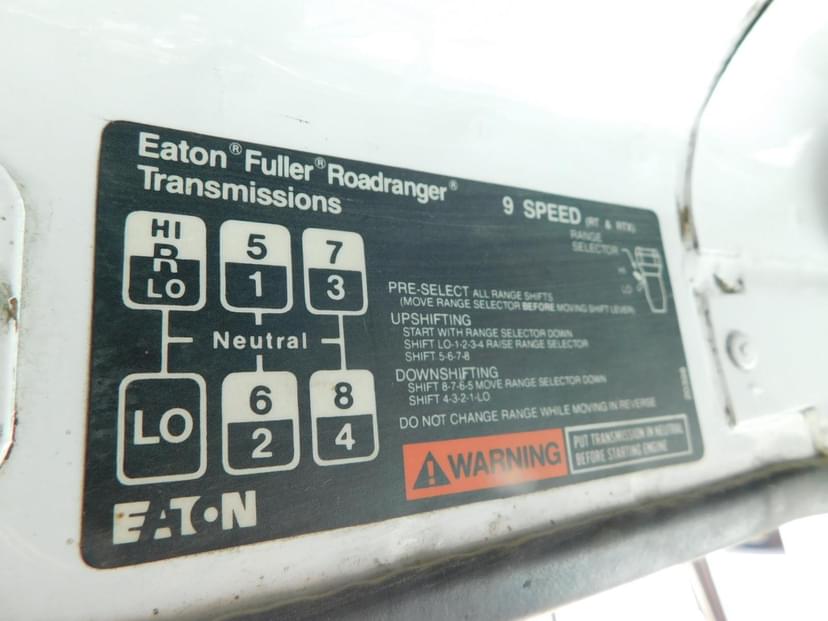 Eaton® Fuller® Roadranger®
Transmissions
9 SPEED (RT & RTX)
HI
R
LO
5
1
7
3
Neutral
LO
6
2
8
4
RANGE
SELECTOR
HI
LO
PRE-SELECT ALL RANGE SHIFTS
(MOVE RANGE SELECTOR BEFORE MOVING SHIFT LEVER)
UPSHIFTING
START WITH RANGE SELECTOR DOWN
SHIFT LO-1-2-3-4 RAISE RANGE SELECTOR
SHIFT 5-6-7-8
DOWNSHIFTING
SHIFT 8-7-6-5 MOVE RANGE SELECTOR DOWN
SHIFT 4-3-2-1-LO
DO NOT CHANGE RANGE WHILE MOVING IN REVERSE
WARNING
PUT TRANSMISSION IN NEUTRAL
BEFORE STARTING ENGINE
EATON